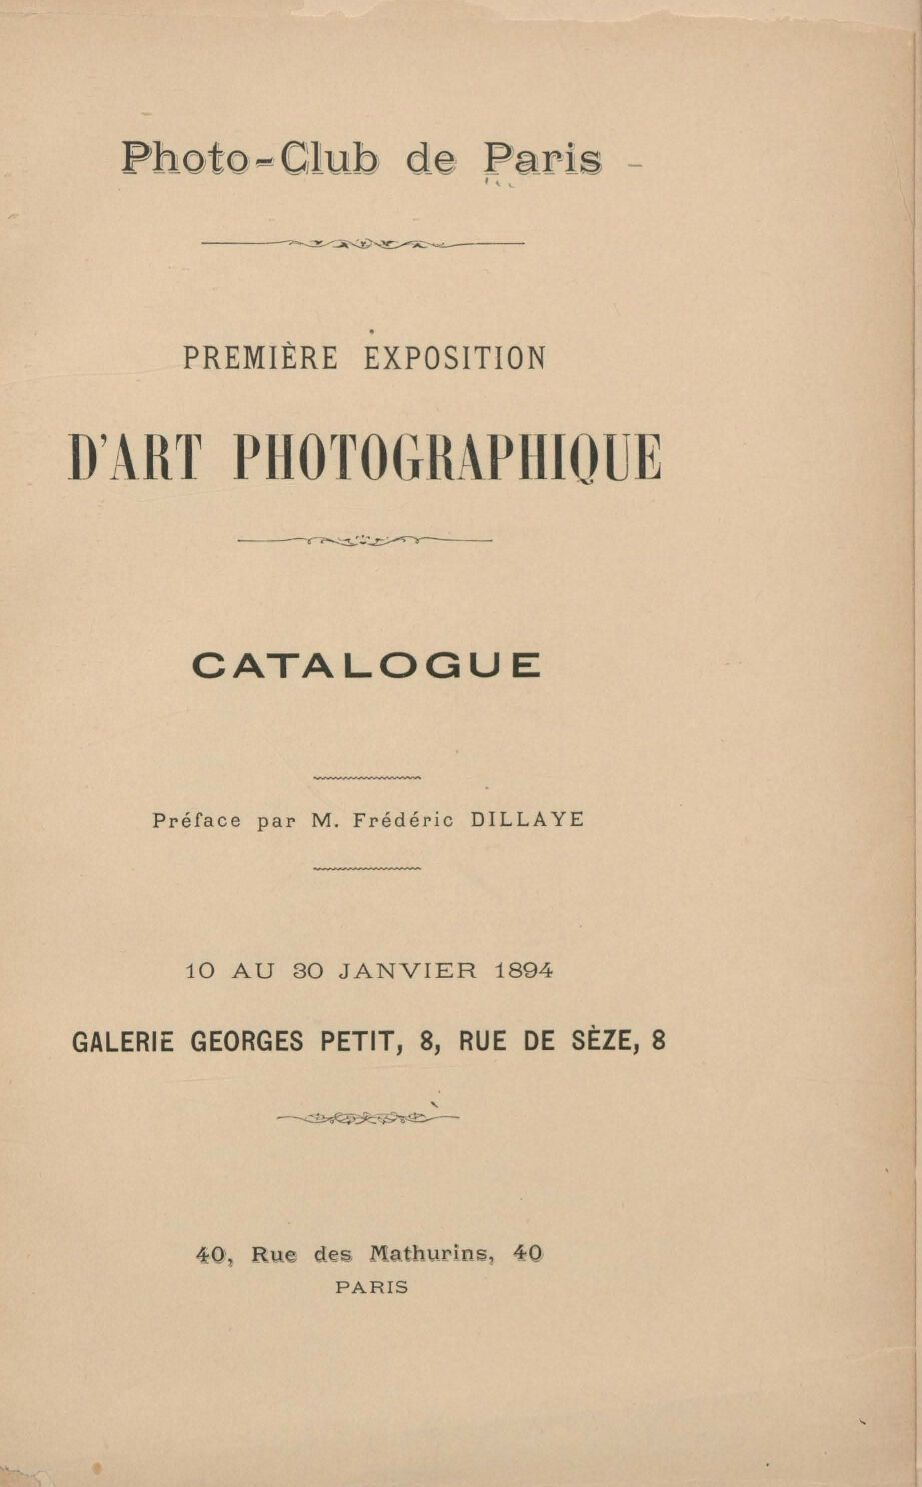 Photo-Club de Paris
PREMIÈRE EXPOSITION
D'ART PHOTOGRAPHIQUE
CATALOGUE
Préface par M. Frédéric DILLAYE
10 AU 30 JANVIER 1894
GALERIE GEORGES PETIT, 8, RUE DE SÈZE, 8
40, Rue des Mathurins, 40
PARIS